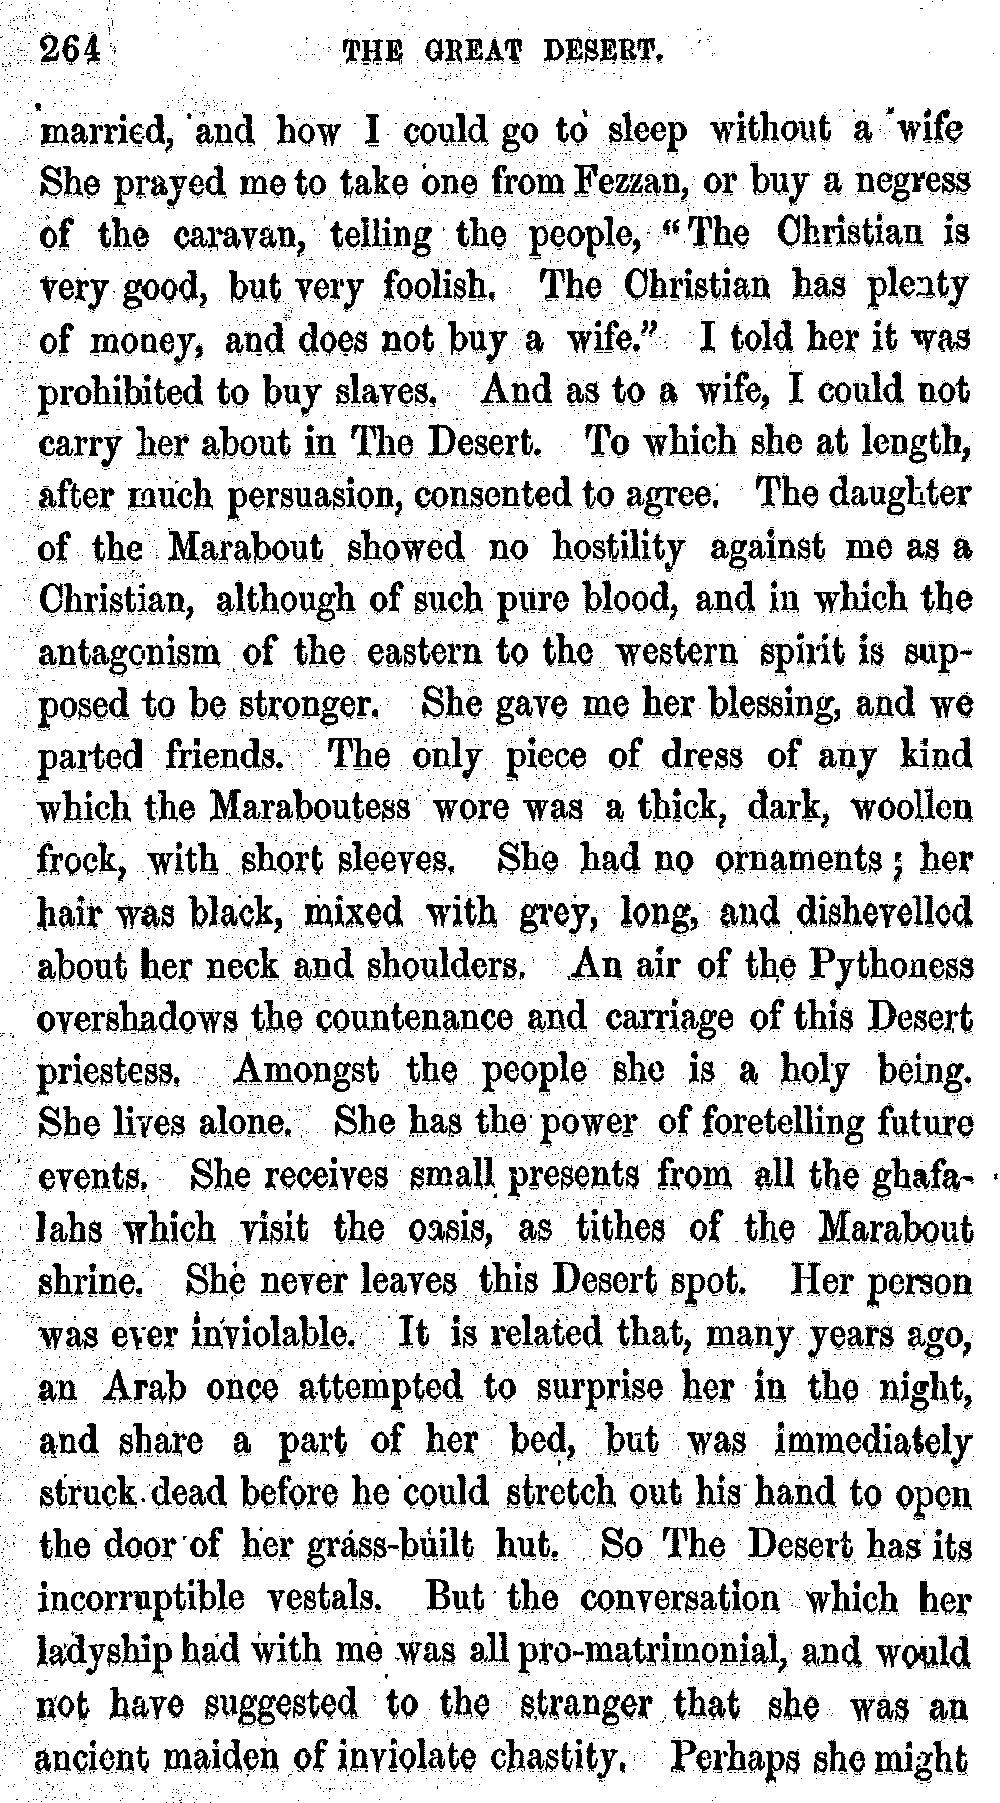 264 THE GREAT DESERT.
married, and how I could go to sleep without a wife
She prayed me to take one from Fezzan, or buy a negress
of the caravan, telling the people, “The Christian is
very good, but very foolish. The Christian has plenty
of money, and does not buy a wife.” I told her it was
prohibited to buy slaves. And as to a wife, I could not
carry her about in The Desert. To which she at length,
after much persuasion, consented to agree. The daughter
of the Marabout showed no hostility against me as a
Christian, although of such pure blood, and in which the
antagonism of the eastern to the western spirit is sup-
posed to be stronger. She gave me her blessing, and we
parted friends. The only piece of dress of any kind
which the Maraboutess wore was a thick, dark, woollen
frock, with short sleeves. She had no ornaments; her
hair was black, mixed with grey, long, and dishevelled
about her neck and shoulders. An air of the Pythoness
overshadows the countenance and carriage of this Desert
priestess. Amongst the people she is a holy being.
She lives alone. She has the power of foretelling future
events. She receives small presents from all the ghafa-
lahs which visit the oasis, as tithes of the Marabout
shrine. She never leaves this Desert spot. Her person
was ever inviolable. It is related that, many years ago,
an Arab once attempted to surprise her in the night,
and share a part of her bed, but was immediately
struck dead before he could stretch out his hand to open
the door of her grass-built hut. So The Desert has its
incorruptible vestals. But the conversation which her
ladyship had with me was all pro-matrimonial, and would
not have suggested to the stranger that she was an
ancient maiden of inviolate chastity. Perhaps she might